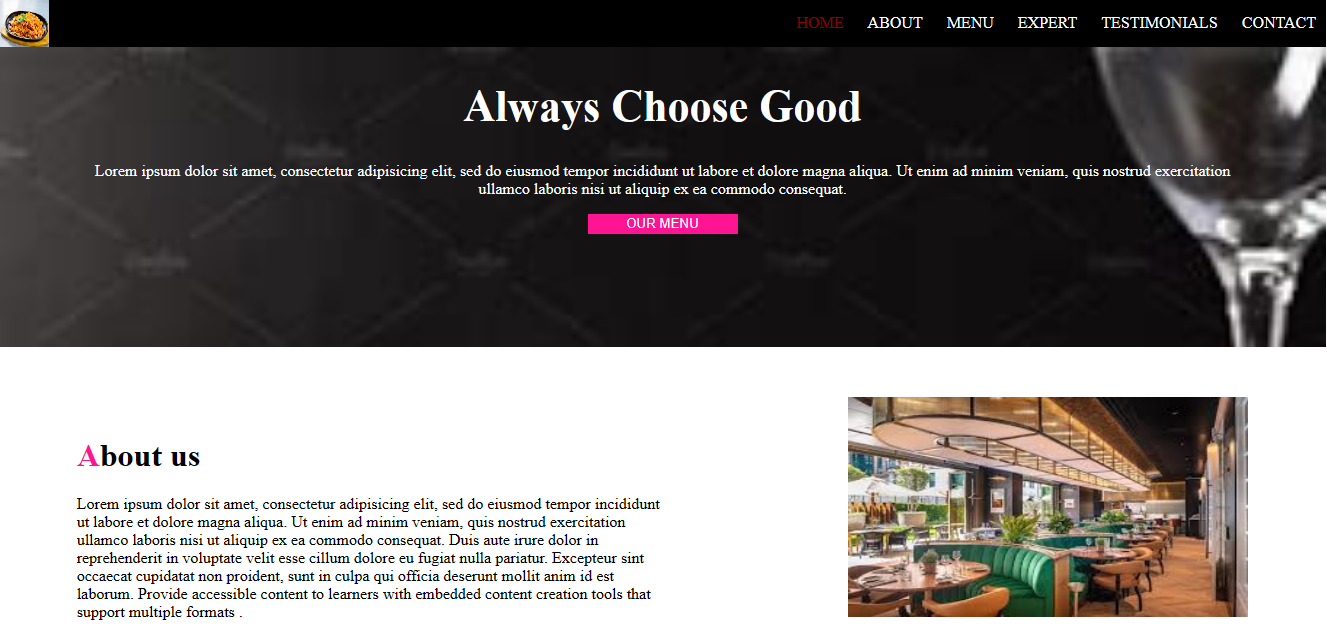 HOME ABOUT MENU EXPERT TESTIMONIALS CONTACT
Always Choose Good
Lorem ipsum dolor sit amet, consectetur adipisicing elit, sed do eiusmod tempor incididunt ut labore et dolore magna aliqua. Ut enim ad minim veniam, quis nostrud exercitation
ullamco laboris nisi ut aliquip ex ea commodo consequat.
OUR MENU
About us
Lorem ipsum dolor sit amet, consectetur adipisicing elit, sed do eiusmod tempor incididunt
ut labore et dolore magna aliqua. Ut enim ad minim veniam, quis nostrud exercitation
ullamco laboris nisi ut aliquip ex ea commodo consequat. Duis aute irure dolor in
reprehenderit in voluptate velit esse cillum dolore eu fugiat nulla pariatur. Excepteur sint
occaecat cupidatat non proident, sunt in culpa qui officia deserunt mollit anim id est
laborum. Provide accessible content to learners with embedded content creation tools that
support multiple formats .